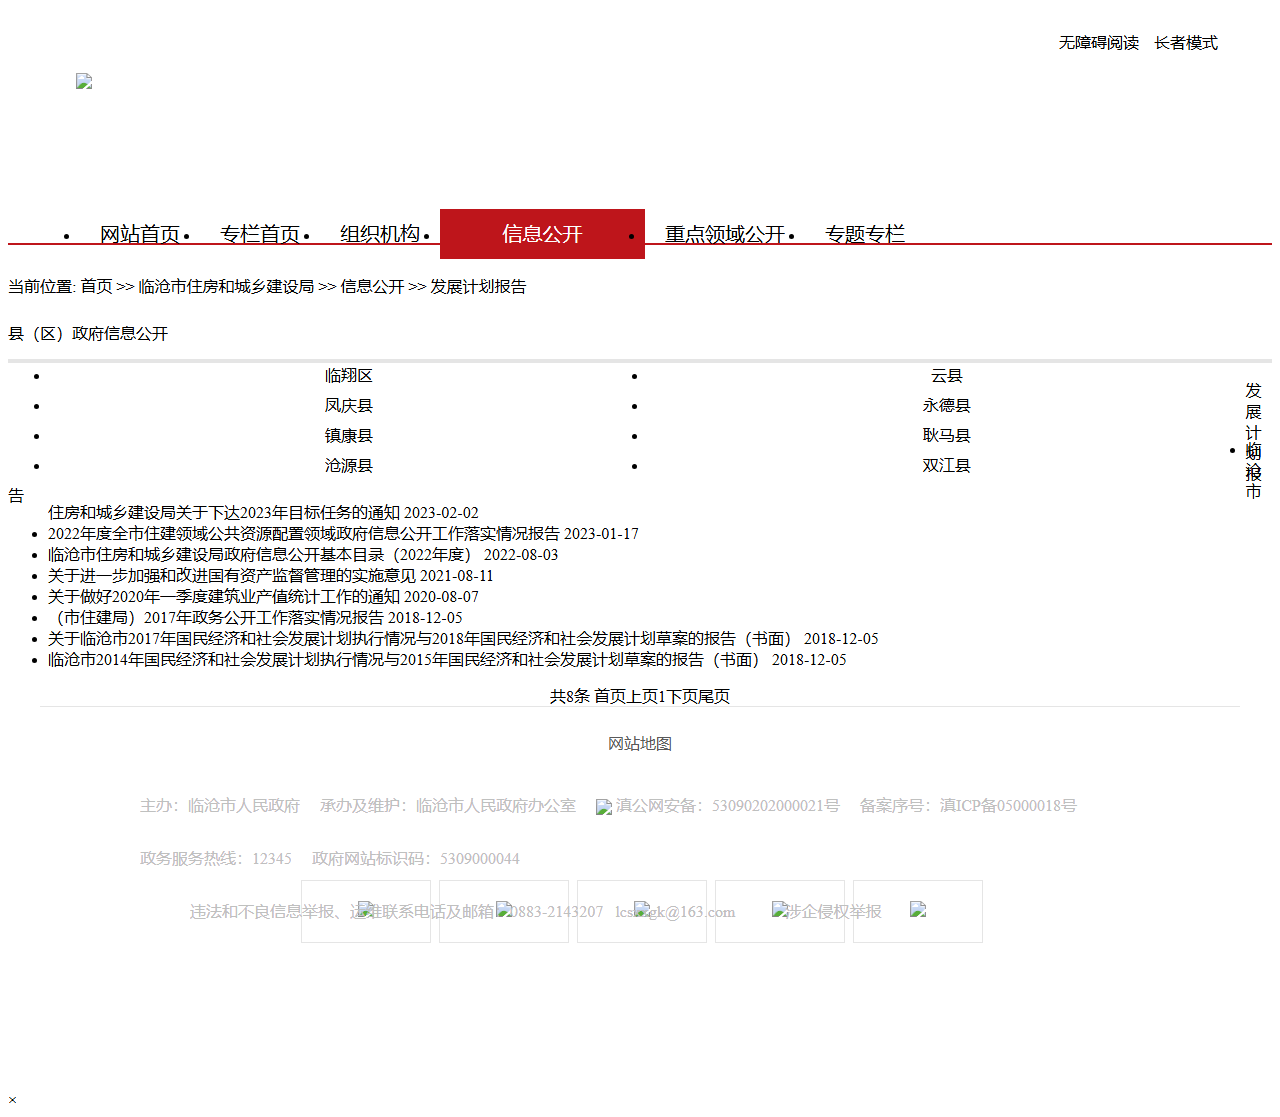 无障碍阅读 长者模式
网站首页 专栏首页 组织机构 信息公开 重点领域公开 专题专栏
当前位置: 首页 >> 临沧市住房和城乡建设局 >> 信息公开 >> 发展计划报告
县（区）政府信息公开
临翔区 云县
凤庆县 永德县
镇康县 耿马县
沧源县 双江县
发展计划报告
临沧市住房和城乡建设局关于下达2023年目标任务的通知 2023-02-02
2022年度全市住建领域公共资源配置领域政府信息公开工作落实情况报告 2023-01-17
临沧市住房和城乡建设局政府信息公开基本目录（2022年度） 2022-08-03
关于进一步加强和改进国有资产监督管理的实施意见 2021-08-11
关于做好2020年一季度建筑业产值统计工作的通知 2020-08-07
（市住建局）2017年政务公开工作落实情况报告 2018-12-05
关于临沧市2017年国民经济和社会发展计划执行情况与2018年国民经济和社会发展计划草案的报告（书面） 2018-12-05
临沧市2014年国民经济和社会发展计划执行情况与2015年国民经济和社会发展计划草案的报告（书面） 2018-12-05
共8条 首页上页1下页尾页
网站地图
主办：临沧市人民政府 承办及维护：临沧市人民政府办公室 滇公网安备：53090202000021号 备案序号：滇ICP备05000018号
政务服务热线：12345 政府网站标识码：5309000044
违法和不良信息举报、运维联系电话及邮箱：0883-2143207 @163.com 涉企侵权举报
×